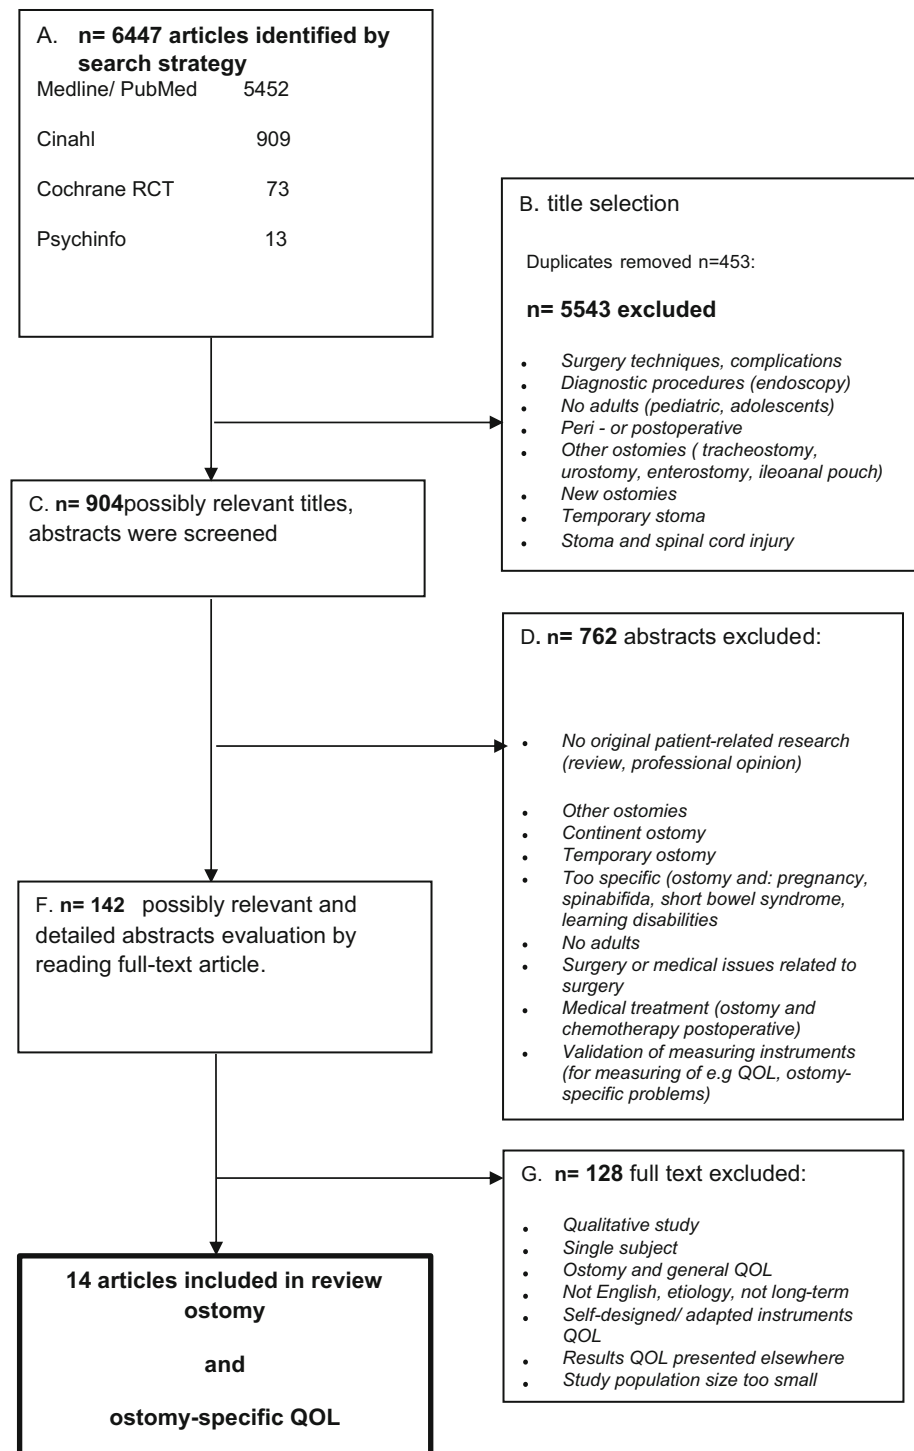 A. n= 6447 articles identified by
search strategy
Medline/ PubMed 5452
Cinahl 909
Cochrane RCT 73
Psychinfo 13
B. title selection
Duplicates removed n=453:
n= 5543 excluded
• Surgery techniques, complications
• Diagnostic procedures (endoscopy)
• No adults (pediatric, adolescents)
• Peri - or postoperative
• Other ostomies ( tracheostomy,
urostomy, enterostomy, ileoanal pouch)
• New ostomies
• Temporary stoma
• Stoma and spinal cord injury
C. n= 904possibly relevant titles,
abstracts were screened
D. n= 762 abstracts excluded:
• No original patient-related research
(review, professional opinion)
• Other ostomies
• Continent ostomy
• Temporary ostomy
• Too specific (ostomy and: pregnancy,
spinabifida, short bowel syndrome,
learning disabilities
• No adults
• Surgery or medical issues related to
surgery
• Medical treatment (ostomy and
chemotherapy postoperative)
• Validation of measuring instruments
(for measuring of e.g QOL, ostomy-
specific problems)
F. n= 142 possibly relevant and
detailed abstracts evaluation by
reading full-text article.
G. n= 128 full text excluded:
• Qualitative study
• Single subject
• Ostomy and general QOL
• Not English, etiology, not long-term
• Self-designed/ adapted instruments
QOL
• Results QOL presented elsewhere
• Study population size too small
14 articles included in review
ostomy
and
ostomy-specific QOL